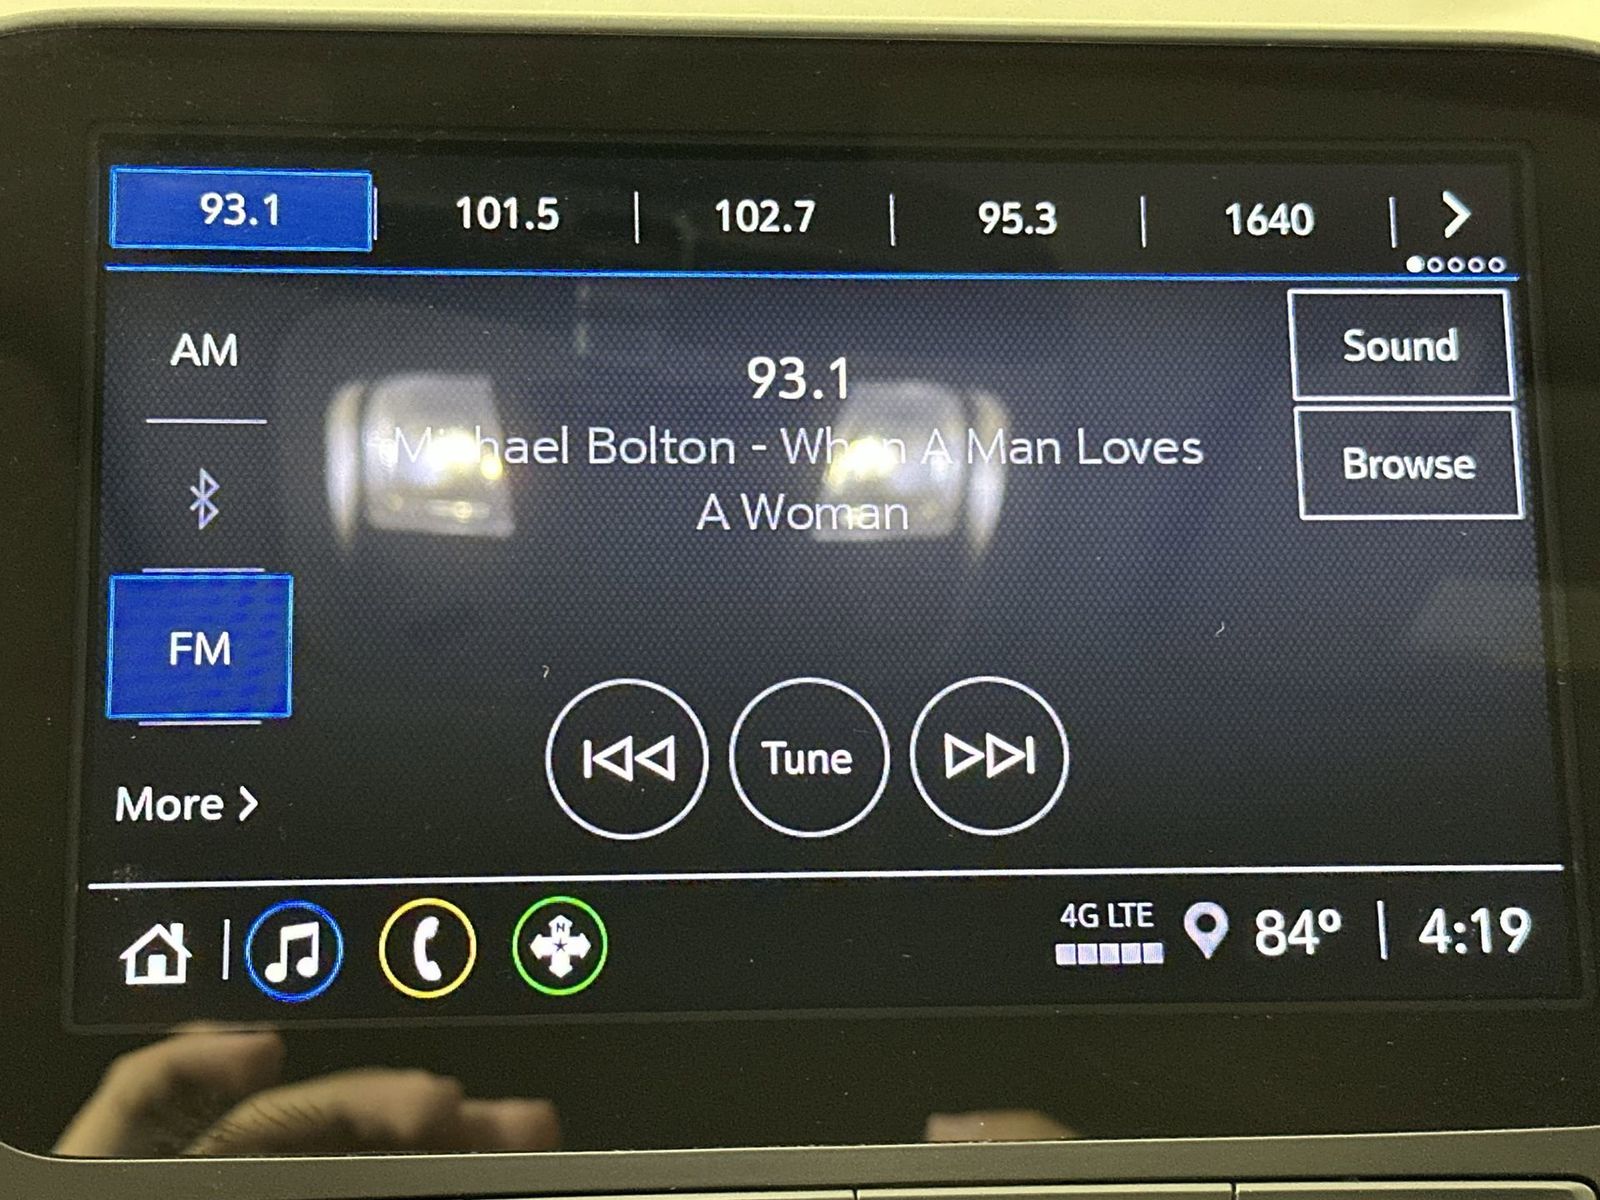 93.1 | 101.5 | 102.7 | 95.3 | 1640 |
AM
Sound
93.1
Michael Bolton - When A Man Loves
A Woman
Browse
FM
Tune
More
N
4G LTE
84° | 4:19